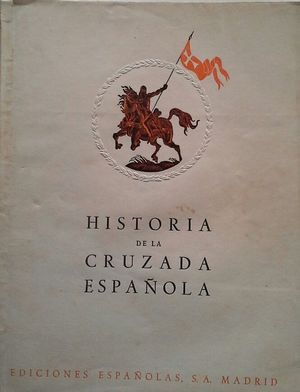 HISTORIA
DE LA
CRUZADA
ESPAÑOLA
EDICIONES ESPAÑOLAS, S.A. MADRID